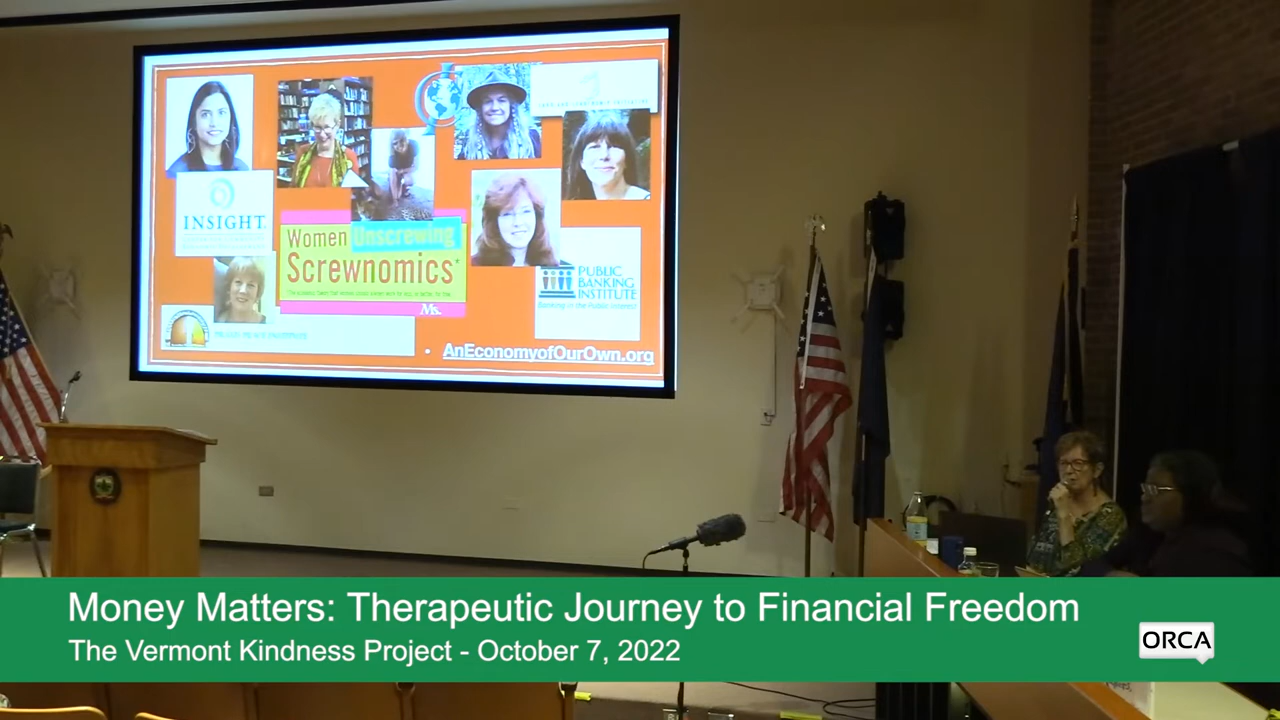 INSIGHT
Women Unscrewing
Screwnomics*
Ms.
PUBLIC
BANKING
INSTITUTE
Banking in the Public Interest
• AnEconomyofOurOwn.org
Money Matters: Therapeutic Journey to Financial Freedom
The Vermont Kindness Project - October 7, 2022
ORCA